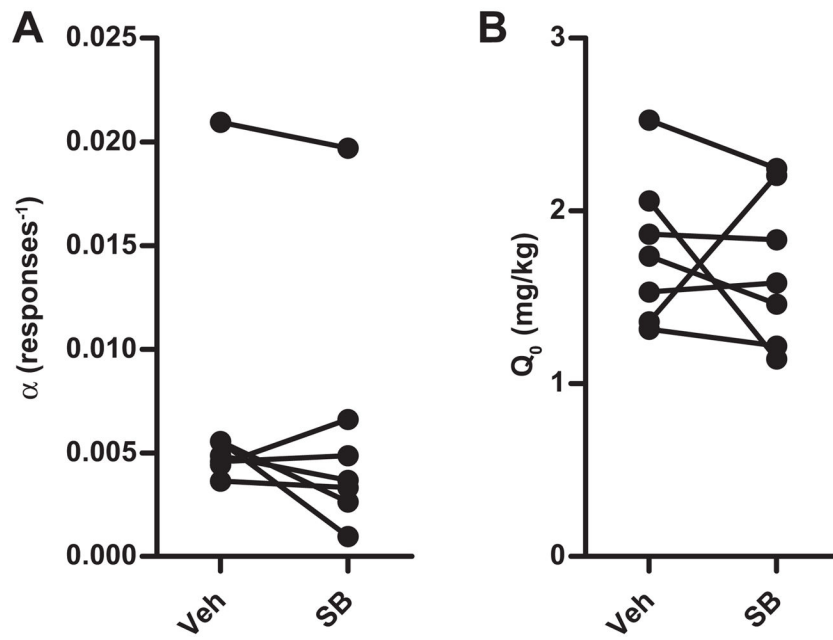 A
B
0.025
0.020
0.015
0.010
0.005
0.000
α (responses⁻¹)
Veh
SB
3
2
1
0
Q₀ (mg/kg)
Veh
SB